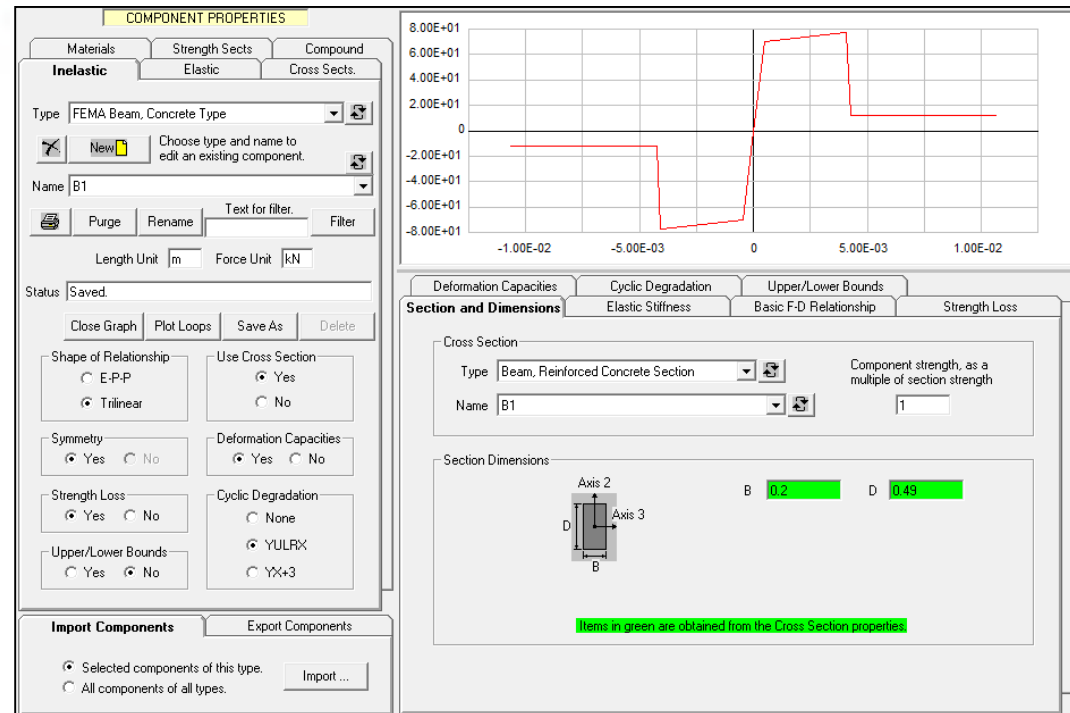 COMPONENT PROPERTIES
Materials Strength Sects Compound
Inelastic Elastic Cross Sects.
Type FEMA Beam, Concrete Type
New Choose type and name to
edit an existing component.
Name B1
Purge Rename Text for filter. Filter
Length Unit m Force Unit kN
Status Saved.
Close Graph Plot Loops Save As Delete
Shape of Relationship
E-P-P
Trilinear
Use Cross Section
Yes
No
Symmetry
Yes No
Deformation Capacities
Yes No
Strength Loss
Yes No
Cyclic Degradation
None
YULRX
YX+3
Upper/Lower Bounds
Yes No
Import Components Export Components
Selected components of this type.
All components of all types.
Import ...
8.00E+01
6.00E+01
4.00E+01
2.00E+01
0
-2.00E+01
-4.00E+01
-6.00E+01
-8.00E+01
-1.00E-02 -5.00E-03 0 5.00E-03 1.00E-02
Deformation Capacities Cyclic Degradation Upper/Lower Bounds
Section and Dimensions Elastic Stiffness Basic F-D Relationship Strength Loss
Cross Section
Type Beam, Reinforced Concrete Section
Name B1
Component strength, as a
multiple of section strength
1
Section Dimensions
Axis 2
Axis 3
D
B
B 0.2 D 0.49
Items in green are obtained from the Cross Section properties.